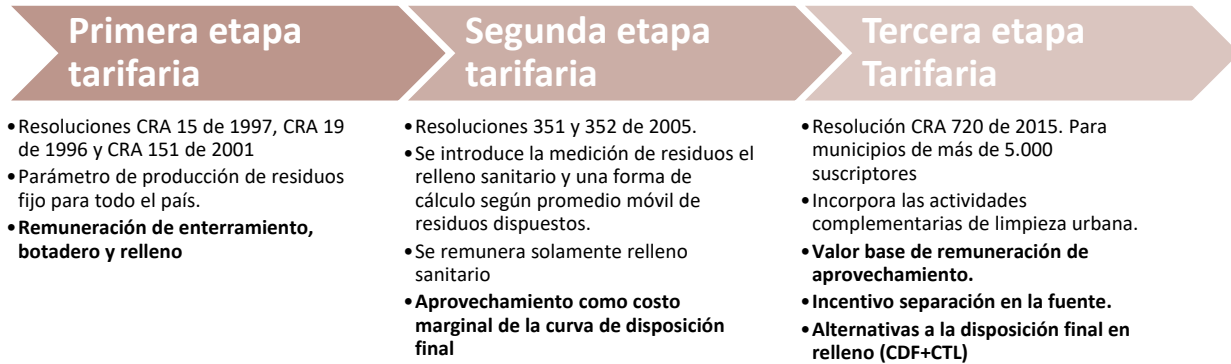 Primera etapa
tarifaria
•Resoluciones CRA 15 de 1997, CRA 19
de 1996 y CRA 151 de 2001
•Parámetro de producción de residuos
fijo para todo el país.
•Remuneración de enterramiento,
botadero y relleno
Segunda etapa
tarifaria
•Resoluciones 351 y 352 de 2005.
•Se introduce la medición de residuos el
relleno sanitario y una forma de
cálculo según promedio móvil de
residuos dispuestos.
•Se remunera solamente relleno
sanitario
•Aprovechamiento como costo
marginal de la curva de disposición
final
Tercera etapa
Tarifaria
•Resolución CRA 720 de 2015. Para
municipios de más de 5.000
suscriptores
•Incorpora las actividades
complementarias de limpieza urbana.
•Valor base de remuneración de
aprovechamiento.
•Incentivo separación en la fuente.
•Alternativas a la disposición final en
relleno (CDF+CTL)